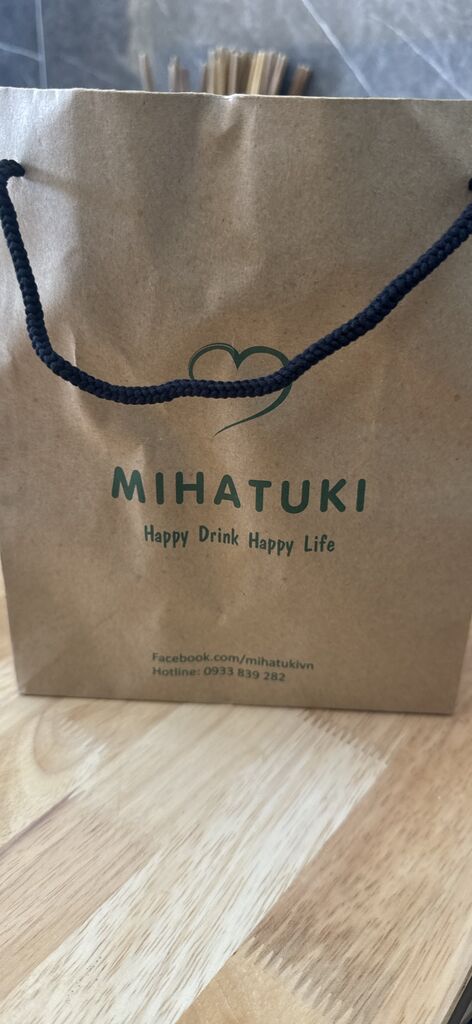 MIHATUKI
Happy Drink Happy Life
Facebook.com/mihatukivn
Hotline: 0933 839 282